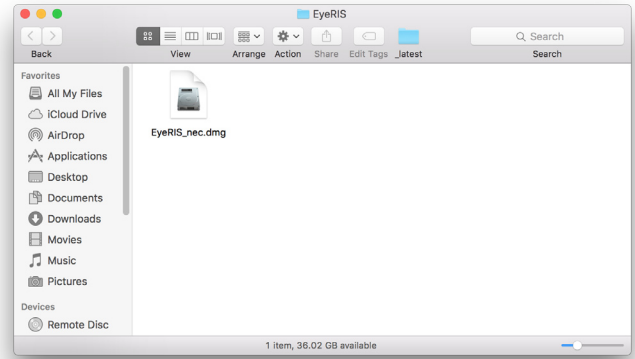 EyeRIS
Search
Back View Arrange Action Share Edit Tags _latest Search
Favorites
All My Files
iCloud Drive
AirDrop
Applications
Desktop
Documents
Downloads
Movies
Music
Pictures
Devices
Remote Disc
EyeRIS_nec.dmg
1 item, 36.02 GB available